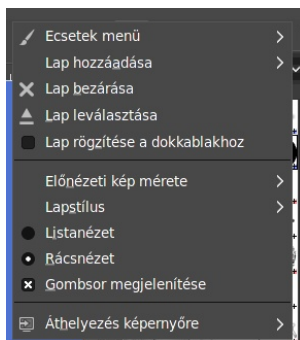 Ecsetek menü
Lap hozzáadása
Lap bezárása
Lap leválasztása
Lap rögzítése a dokkablakhoz
Előnézeti kép mérete
Lapstílus
Listanézet
Rácsnézet
Gombsor megjelenítése
Áthelyezés képernyőre